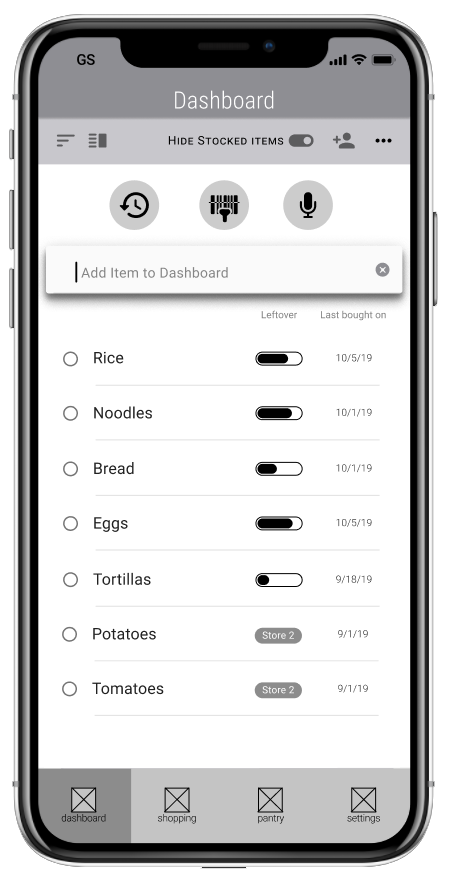 GS
Dashboard
HIDE STOCKED ITEMS
Add Item to Dashboard
Leftover Last bought on
Rice 10/5/19
Noodles 10/1/19
Bread 10/1/19
Eggs 10/5/19
Tortillas 9/18/19
Potatoes Store 2 9/1/19
Tomatoes Store 2 9/1/19
dashboard shopping pantry settings